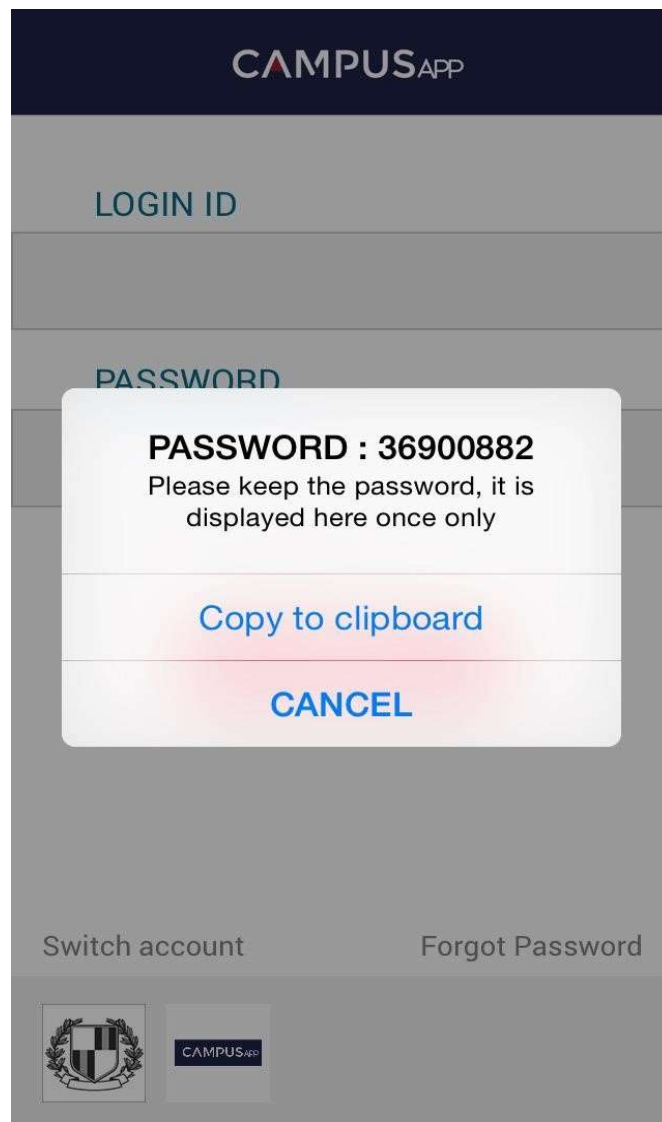 CAMPUSAPP
LOGIN ID
PASSWORD
PASSWORD : 36900882
Please keep the password, it is
displayed here once only
Copy to clipboard
CANCEL
Switch account
Forgot Password
CAMPUSAPP